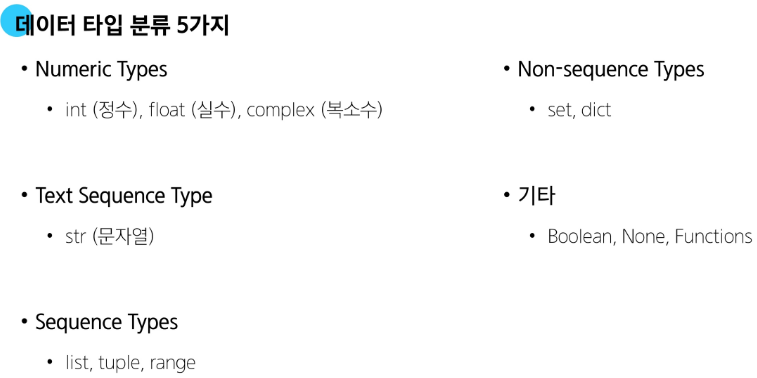 데이터 타입 분류 5가지
• Numeric Types
• int (정수), float (실수), complex (복소수)
• Text Sequence Type
• str (문자열)
• Sequence Types
• list, tuple, range
• Non-sequence Types
• set, dict
• 기타
• Boolean, None, Functions